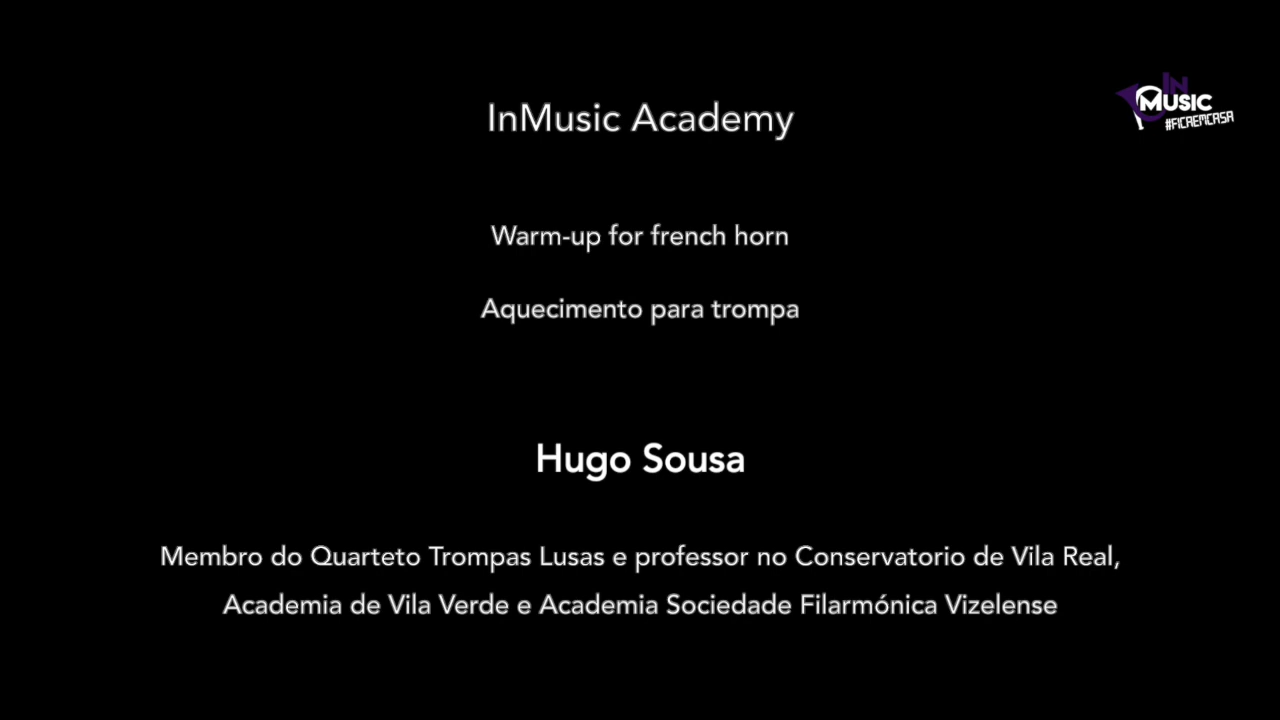 InMusic Academy
IN
MUSIC
#FICAEMCASA
Warm-up for french horn
Aquecimento para trompa
Hugo Sousa
Membro do Quarteto Trompas Lusas e professor no Conservatorio de Vila Real,
Academia de Vila Verde e Academia Sociedade Filarmónica Vizelense